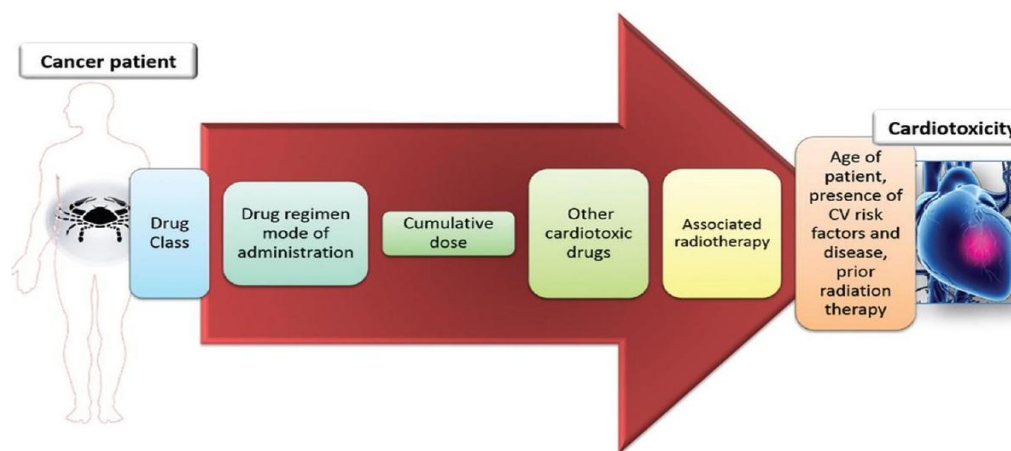 Cancer patient
Drug
Class
Drug regimen
mode of
administration
Cumulative
dose
Other
cardiotoxic
drugs
Associated
radiotherapy
Age of
patient,
presence of
CV risk
factors and
disease,
prior
radiation
therapy
Cardiotoxicity